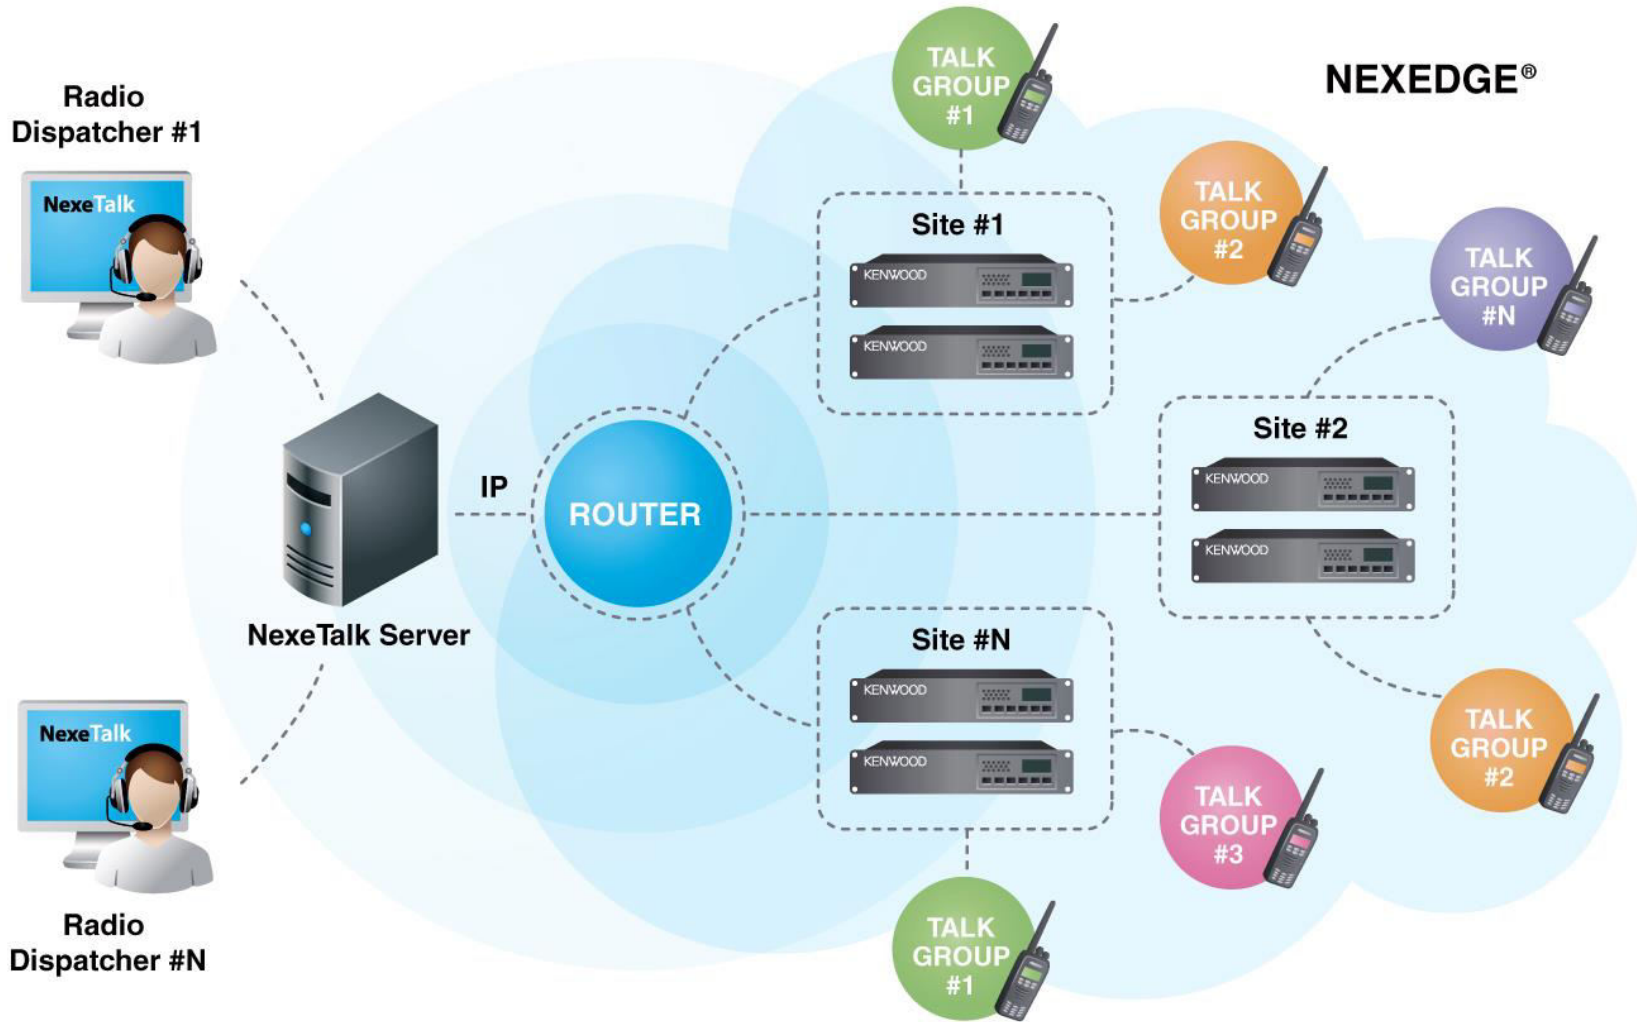 NEXEDGE®
Radio
Dispatcher #1
NexeTalk
TALK
GROUP
#1
TALK
GROUP
#2
TALK
GROUP
#N
Site #1
KENWOOD
KENWOOD
Site #2
KENWOOD
KENWOOD
IP
ROUTER
NexeTalk Server
Site #N
KENWOOD
KENWOOD
TALK
GROUP
#2
TALK
GROUP
#3
TALK
GROUP
#1
NexeTalk
Radio
Dispatcher #N